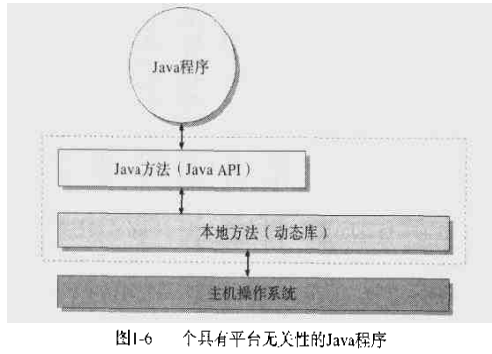 Java程序
Java方法（Java API）
本地方法（动态库）
主机操作系统
图1-6 个具有平台无关性的Java程序